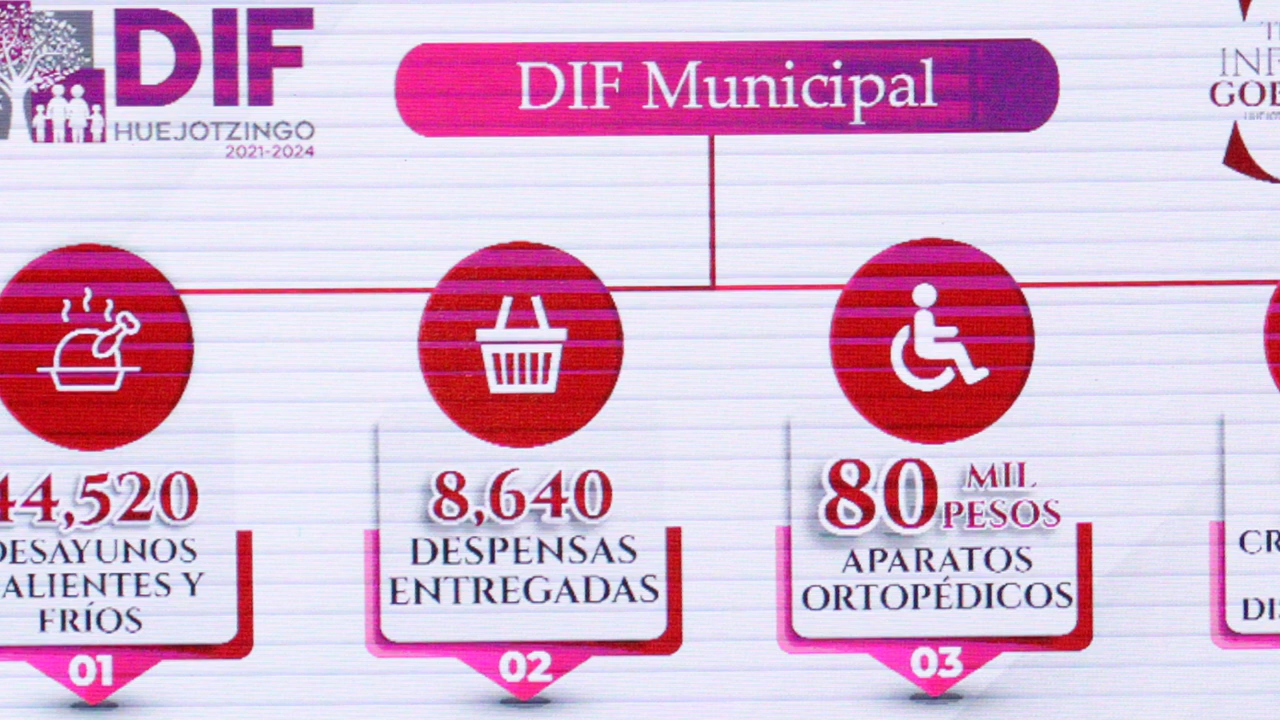 DIF
HUEJOTZINGO
2021-2024
DIF Municipal
44,520
DESAYUNOS
ALIENTES Y
FRÍOS
01
8,640
DESPENSAS
ENTREGADAS
02
80 MIL
PESOS
APARATOS
ORTOPÉDICOS
03